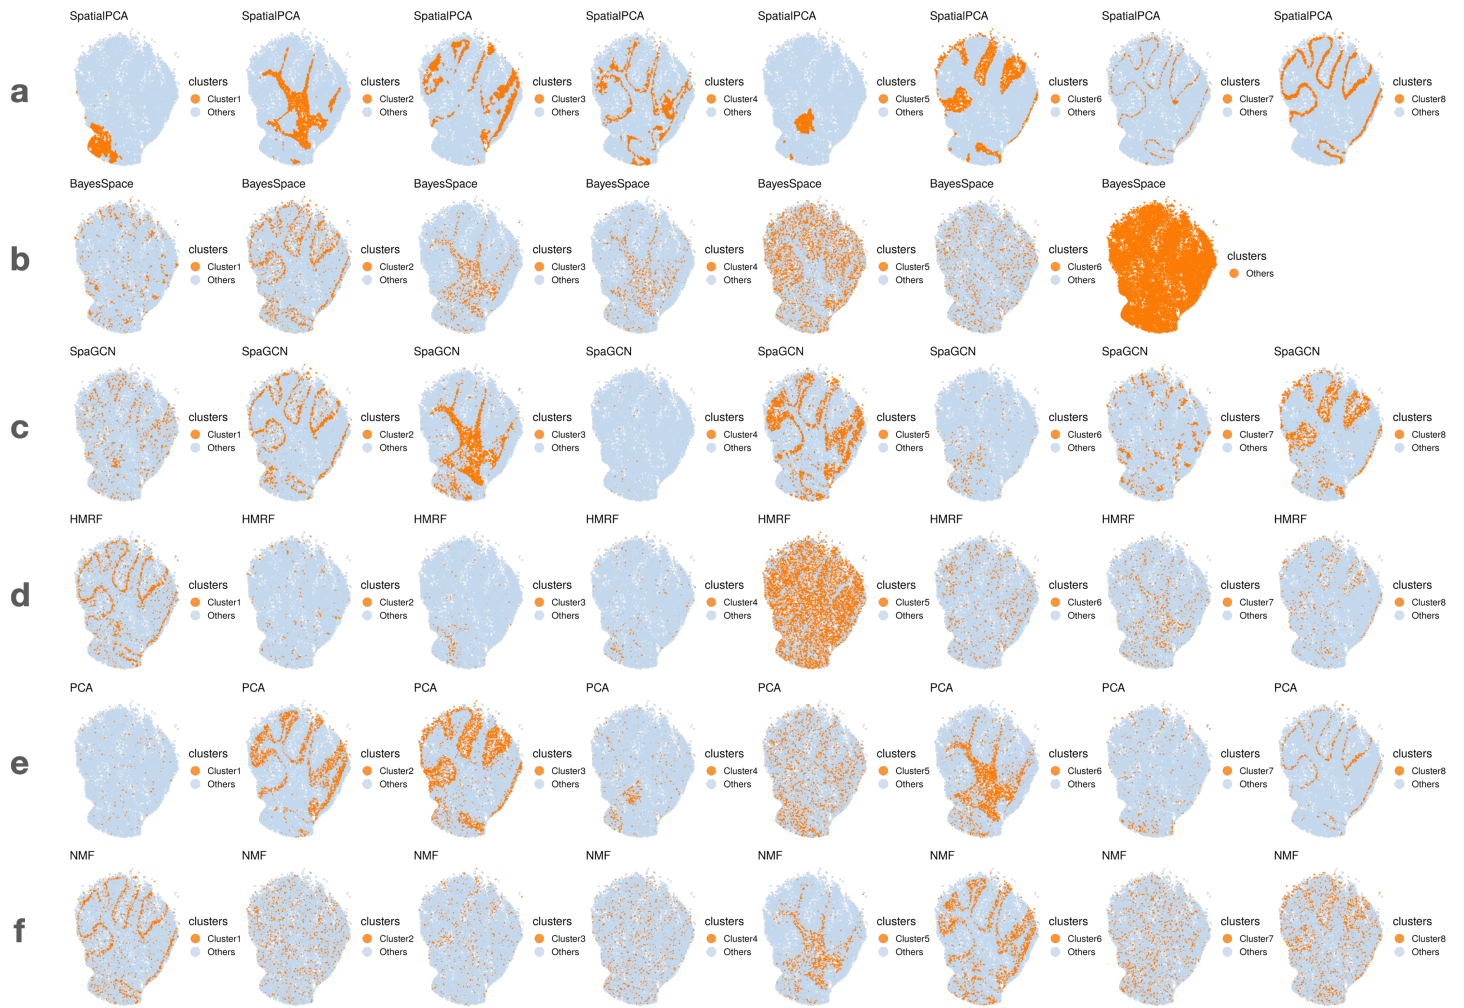 SpatialPCA SpatialPCA SpatialPCA SpatialPCA SpatialPCA SpatialPCA SpatialPCA SpatialPCA
a
clusters clusters clusters clusters clusters clusters clusters clusters
Cluster1 Cluster2 Cluster3 Cluster4 Cluster5 Cluster6 Cluster7 Cluster8
Others Others Others Others Others Others Others Others
BayesSpace BayesSpace BayesSpace BayesSpace BayesSpace BayesSpace BayesSpace
b
clusters clusters clusters clusters clusters clusters clusters
Cluster1 Cluster2 Cluster3 Cluster4 Cluster5 Cluster6 Others
Others Others Others Others Others Others
SpaGCN SpaGCN SpaGCN SpaGCN SpaGCN SpaGCN SpaGCN SpaGCN
c
clusters clusters clusters clusters clusters clusters clusters clusters
Cluster1 Cluster2 Cluster3 Cluster4 Cluster5 Cluster6 Cluster7 Cluster8
Others Others Others Others Others Others Others Others
HMRF HMRF HMRF HMRF HMRF HMRF HMRF HMRF
d
clusters clusters clusters clusters clusters clusters clusters clusters
Cluster1 Cluster2 Cluster3 Cluster4 Cluster5 Cluster6 Cluster7 Cluster8
Others Others Others Others Others Others Others Others
PCA PCA PCA PCA PCA PCA PCA PCA
e
clusters clusters clusters clusters clusters clusters clusters clusters
Cluster1 Cluster2 Cluster3 Cluster4 Cluster5 Cluster6 Cluster7 Cluster8
Others Others Others Others Others Others Others Others
NMF NMF NMF NMF NMF NMF NMF NMF
f
clusters clusters clusters clusters clusters clusters clusters clusters
Cluster1 Cluster2 Cluster3 Cluster4 Cluster5 Cluster6 Cluster7 Cluster8
Others Others Others Others Others Others Others Others